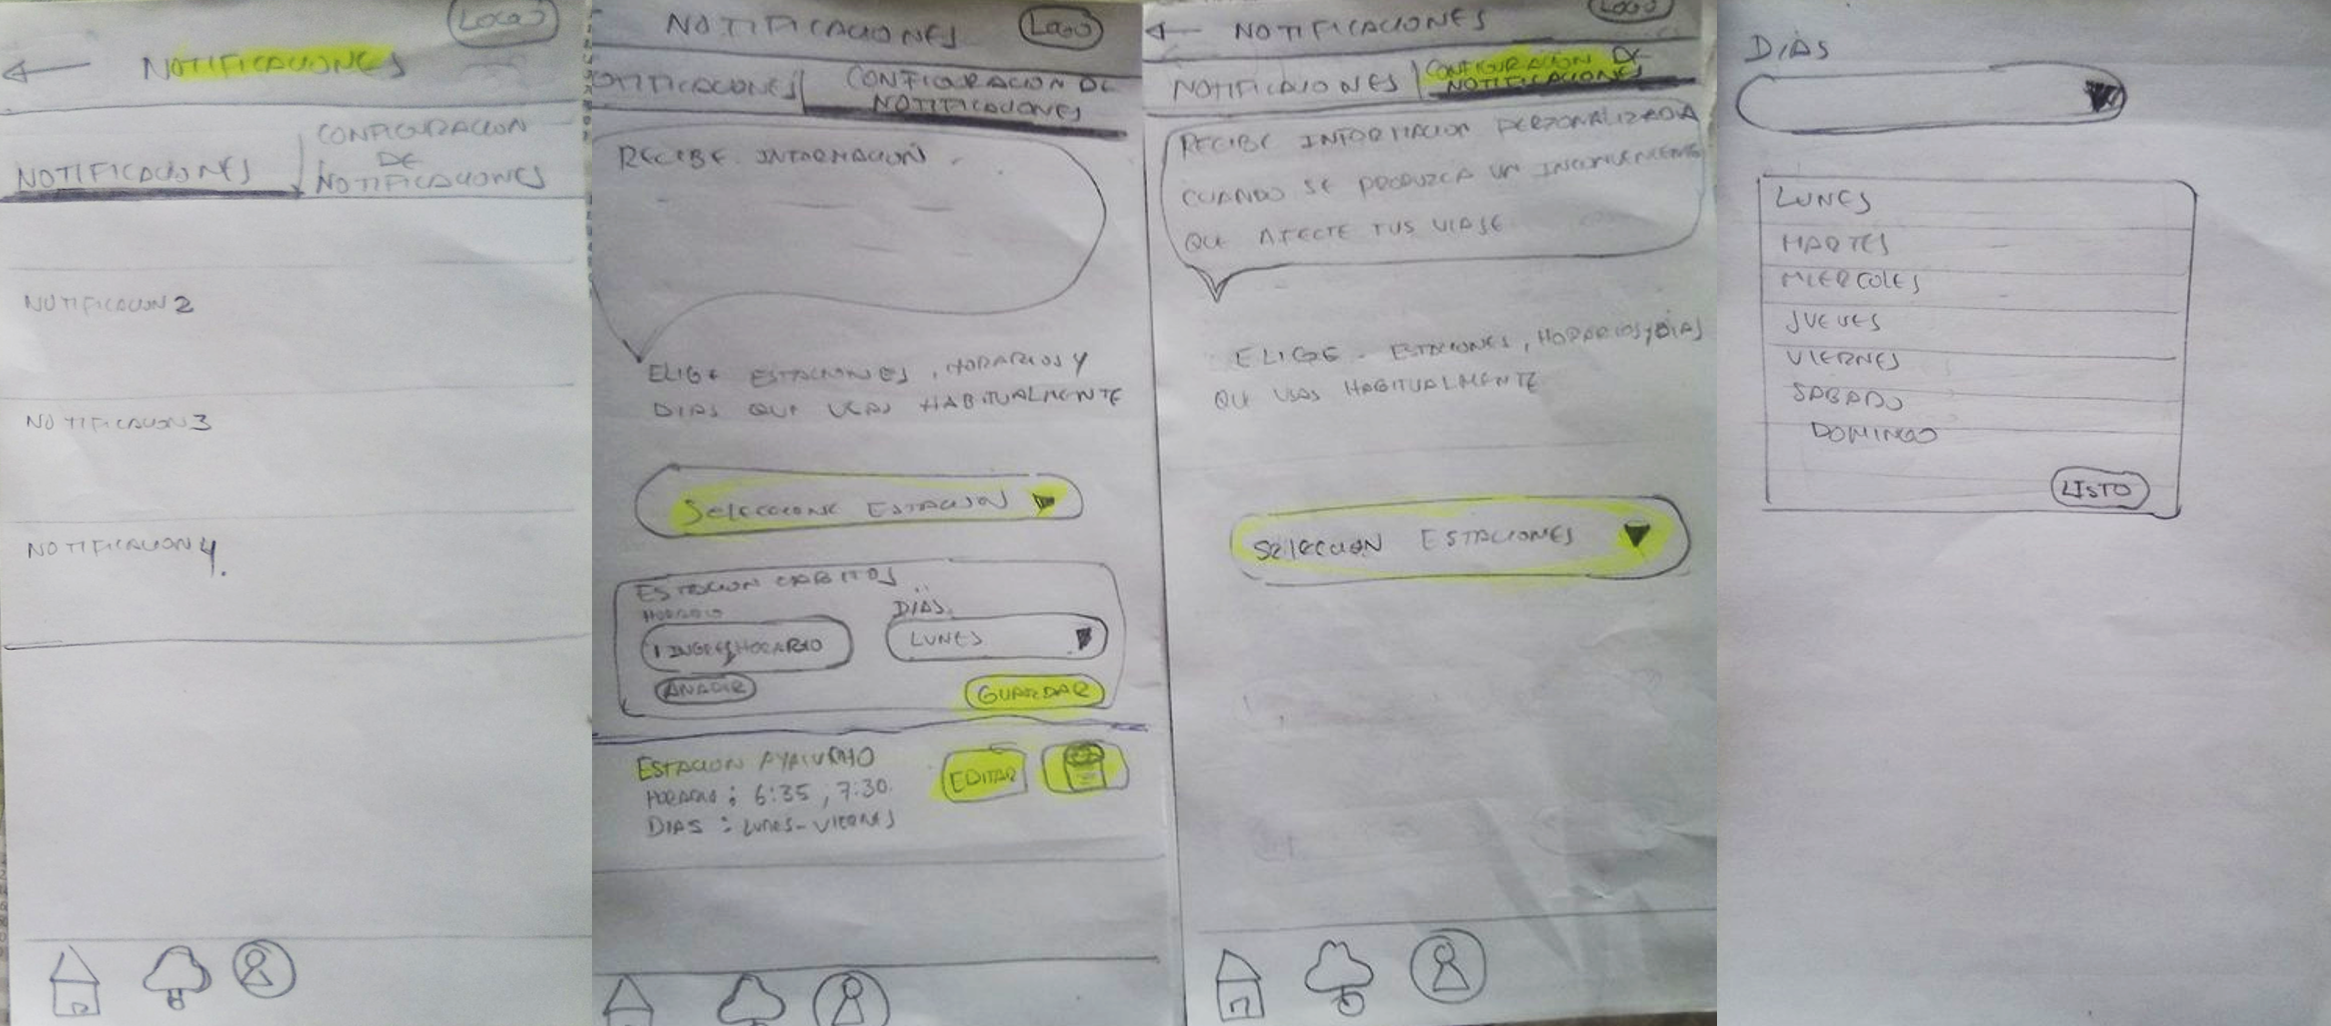 LOGO
NOTIFICACIONES
NOTIFICACIONES
CONFIGURACION
DE
NOTIFICACIONES
NOTIFICACION 2
NOTIFICACION 3
NOTIFICACION 4.
NOTIFICACIONES
LOGO
NOTIFICACIONES
CONFIGURACION DE
NOTIFICACIONES
RECIBE INFORMACION
ELIGE ESTACIONES, HORARIOS Y
DIAS QUE USAS HABITUALMENTE
SELECCIONE ESTACION
ESTACION CABITOS
HORARIO
INGRESHORARIO
DIAS
LUNES
AÑADIR
GUARDAR
ESTACION AYACUCHO
HORARIO : 6:35 , 7:30
DIAS : LUNES - VIERNES
EDITAR
LOGO
NOTIFICACIONES
NOTIFICACIONES
CONFIGURACION DE
NOTIFICACIONES
RECIBE INFORMACION PERZONALIZADA
CUANDO SE PRODUZCA UN INCONVENIENTE
QUE AFECTE TUS VIAJE
ELIGE ESTACIONES, HORARIOS y DIAS
QUE USAS HABITUALMENTE
SELECCION ESTACIONES
DIAS
LUNES
MARTES
MIERCOLES
JUEVES
VIERNES
SABADO
DOMINGO
LISTO